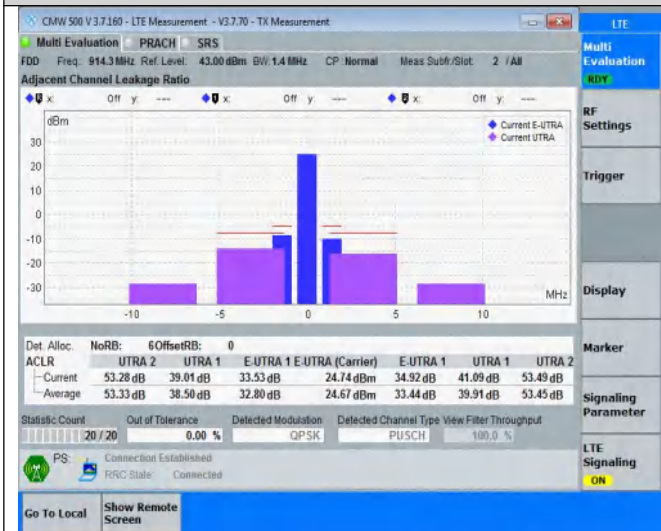 CMW 500 V 3.7.160 - LTE Measurement - V3.7.70 - TX Measurement
LTE
Multi Evaluation PRACH SRS
Multi Evaluation
RDY
FDD Freq: 914.3 MHz Ref. Level: 43.00 dBm BW: 1.4 MHz CP: Normal Meas Subfr./Slot: 2 / All
Adjacent Channel Leakage Ratio
x: Off y: --- x: Off y: --- x: Off y: ---
RF Settings
dBm
Current E-UTRA
Current UTRA
30
20
10
0
-10
-20
-30
MHz
-10 -5 0 5 10
Trigger
Display
Marker
Signaling Parameter
LTE Signaling
ON
Det. Alloc. NoRB: 6 OffsetRB: 0
ACLR UTRA 2 UTRA 1 E-UTRA 1 E-UTRA (Carrier) E-UTRA 1 UTRA 1 UTRA 2
Current 53.28 dB 39.01 dB 33.53 dB 24.74 dBm 34.92 dB 41.09 dB 53.49 dB
Average 53.33 dB 38.50 dB 32.80 dB 24.67 dBm 33.44 dB 39.91 dB 53.45 dB
Statistic Count Out of Tolerance Detected Modulation Detected Channel Type View Filter Throughput
20 / 20 0.00 % QPSK PUSCH 100.0 %
PS: Connection Established
RRC State: Connected
Go To Local Show Remote Screen